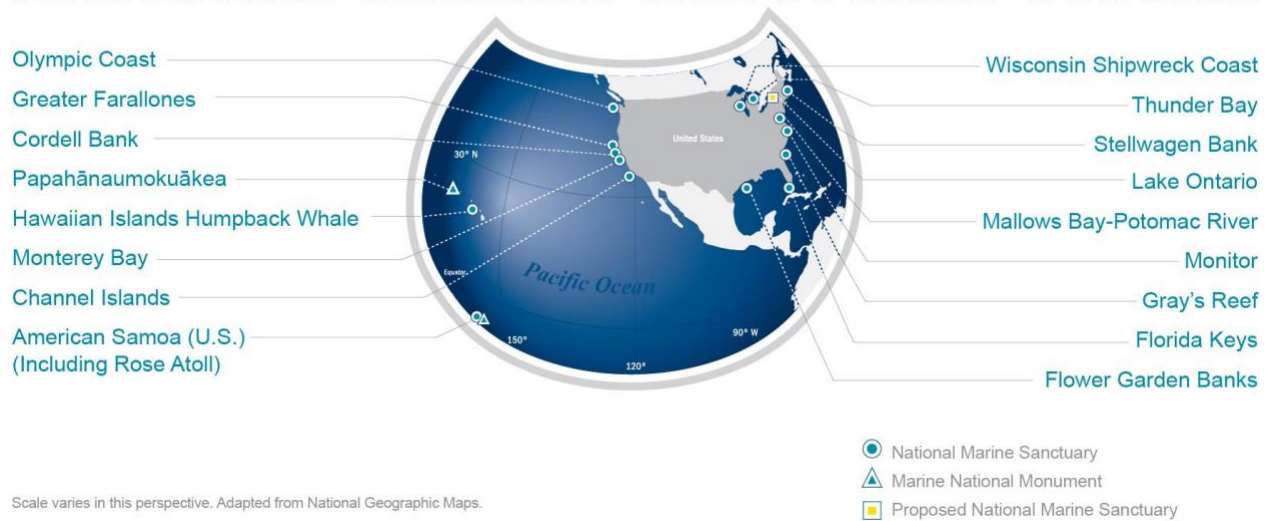 Olympic Coast
Greater Farallones
Cordell Bank
Papahānaumokuākea
Hawaiian Islands Humpback Whale
Monterey Bay
Channel Islands
American Samoa (U.S.)
(Including Rose Atoll)
United States
30° N
Equator
Pacific Ocean
150°
120°
90° W
Wisconsin Shipwreck Coast
Thunder Bay
Stellwagen Bank
Lake Ontario
Mallows Bay-Potomac River
Monitor
Gray's Reef
Florida Keys
Flower Garden Banks
National Marine Sanctuary
Marine National Monument
Proposed National Marine Sanctuary
Scale varies in this perspective. Adapted from National Geographic Maps.